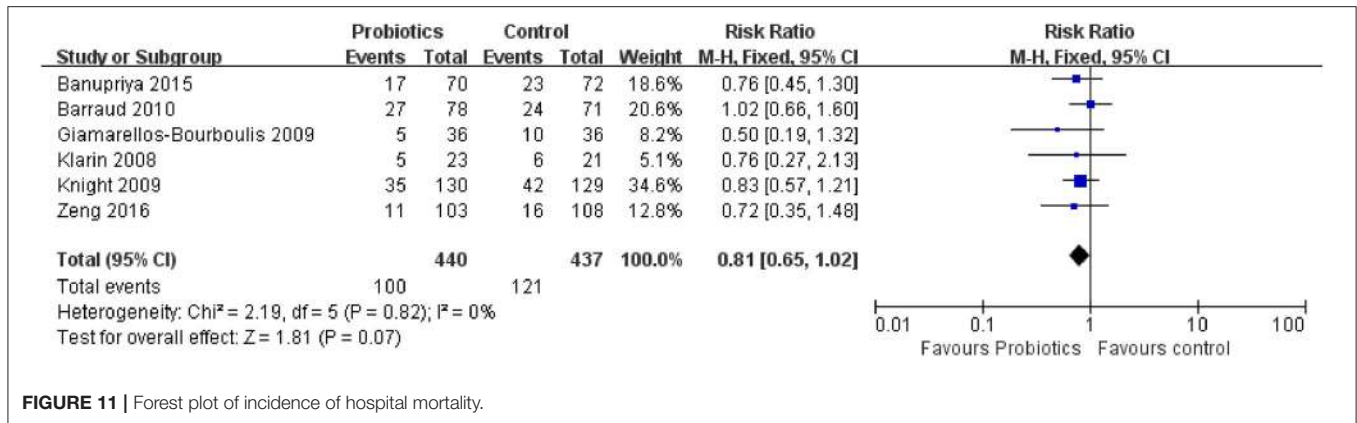 Probiotics Control Risk Ratio Risk Ratio
Study or Subgroup Events Total Events Total Weight M-H, Fixed, 95% CI M-H, Fixed, 95% CI
Banupriya 2015 17 70 23 72 18.6% 0.76 [0.45, 1.30]
Barraud 2010 27 78 24 71 20.6% 1.02 [0.66, 1.60]
Giamarellos-Bourboulis 2009 5 36 10 36 8.2% 0.50 [0.19, 1.32]
Klarin 2008 5 23 6 21 5.1% 0.76 [0.27, 2.13]
Knight 2009 35 130 42 129 34.6% 0.83 [0.57, 1.21]
Zeng 2016 11 103 16 108 12.8% 0.72 [0.35, 1.48]
Total (95% CI) 440 437 100.0% 0.81 [0.65, 1.02]
Total events 100 121
Heterogeneity: Chi² = 2.19, df = 5 (P = 0.82); I² = 0%
Test for overall effect: Z = 1.81 (P = 0.07)
0.01 0.1 1 10 100
Favours Probiotics Favours control
FIGURE 11 | Forest plot of incidence of hospital mortality.